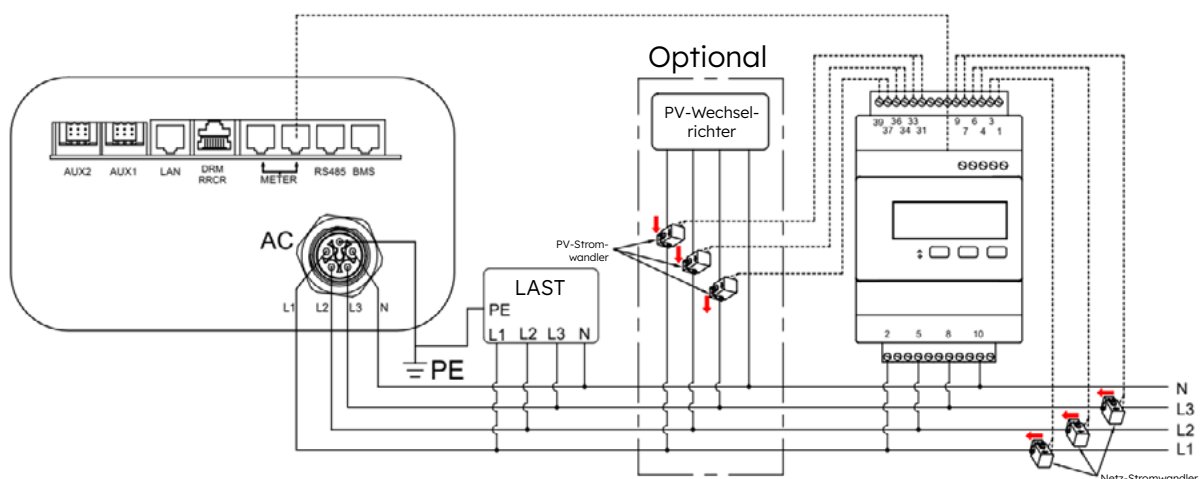 Optional
PV-Wechsel-
richter
39 36 33 9 6 3
37 34 31 7 4 1
AUX2 AUX1 LAN DRM RRCR METER RS485 BMS
AC
L1 L2 L3 N
PE
PV-Strom-
wandler
LAST
PE
L1 L2 L3 N
2 5 8 10
N
L3
L2
L1
Netz-Stromwandler